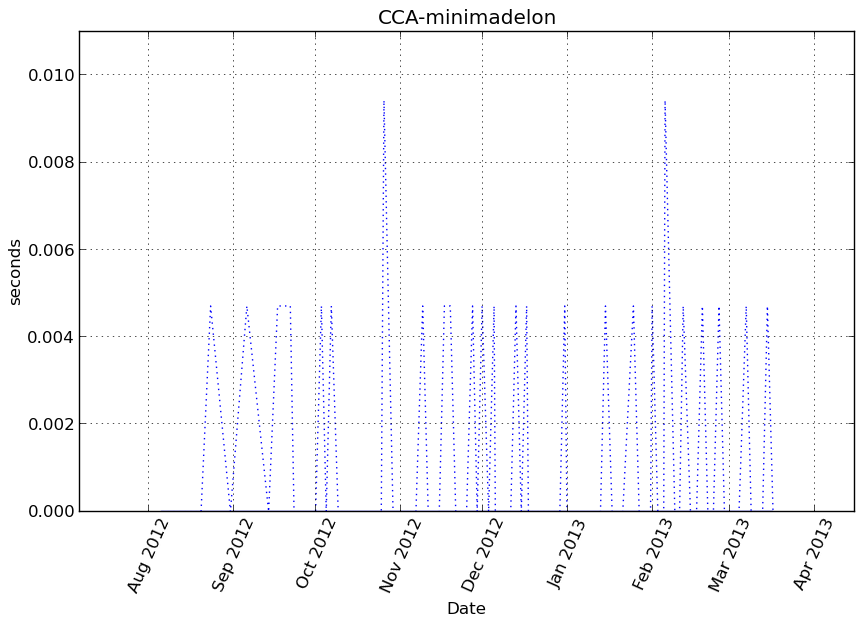 CCA-minimadelon
0.010
0.008
0.006
0.004
0.002
0.000
seconds
Aug 2012
Sep 2012
Oct 2012
Nov 2012
Dec 2012
Jan 2013
Feb 2013
Mar 2013
Apr 2013
Date